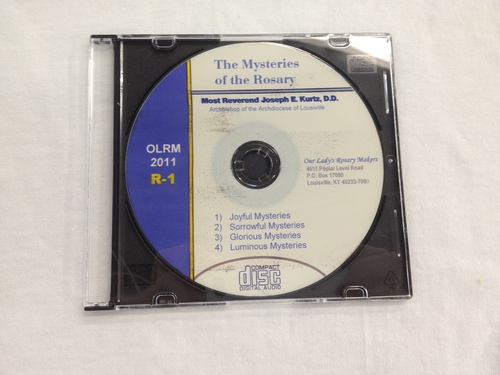 The Mysteries
of the Rosary
Most Reverend Joseph E. Kurtz, D.D.
Archbishop of the Archdiocese of Louisville
OLRM
2011
R-1
Our Lady's Rosary Makers
4611 Poplar Level Road
P.O. Box 17080
Louisville, KY 40233-7080
1) Joyful Mysteries
2) Sorrowful Mysteries
3) Glorious Mysteries
4) Luminous Mysteries
COMPACT
disc
DIGITAL AUDIO